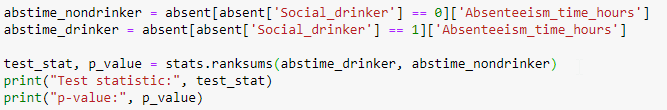 abstime_nondrinker = absent[absent['Social_drinker'] == 0]['Absenteeism_time_hours']
abstime_drinker = absent[absent['Social_drinker'] == 1]['Absenteeism_time_hours']
test_stat, p_value = stats.ranksums(abstime_drinker, abstime_nondrinker)
print("Test statistic:", test_stat)
print("p-value:", p_value)